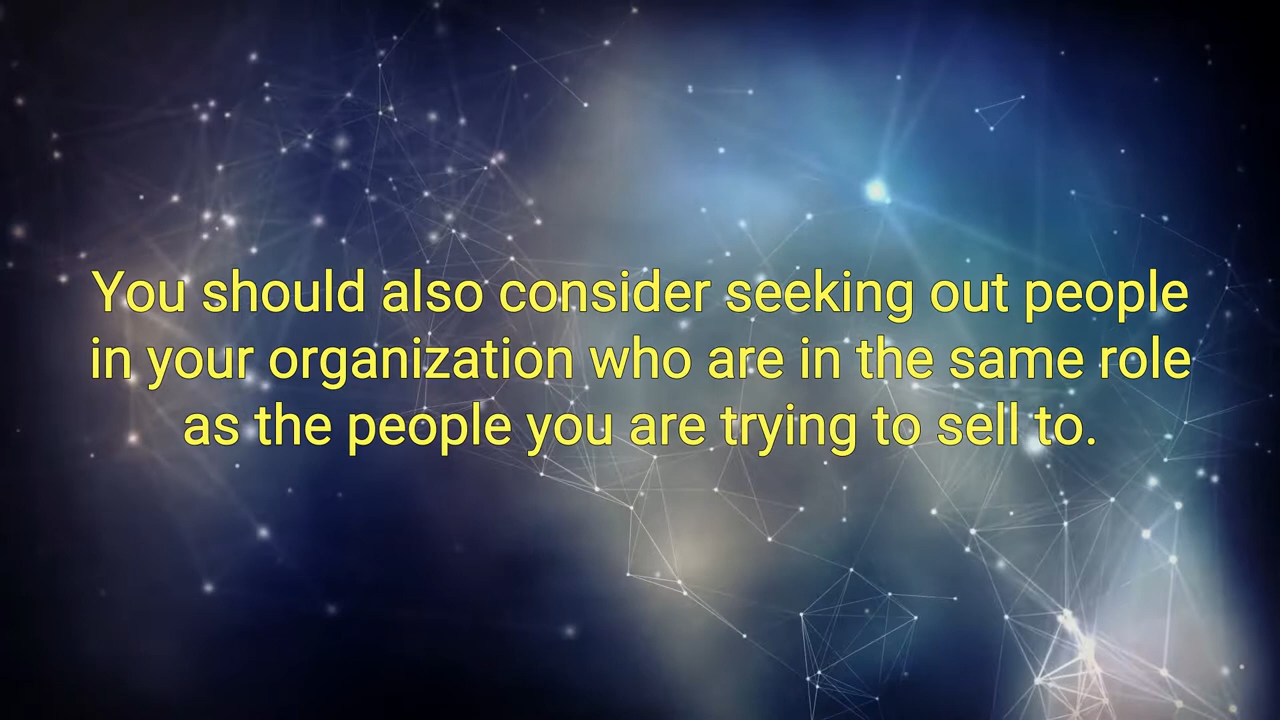 You should also consider seeking out people
in your organization who are in the same role
as the people you are trying to sell to.